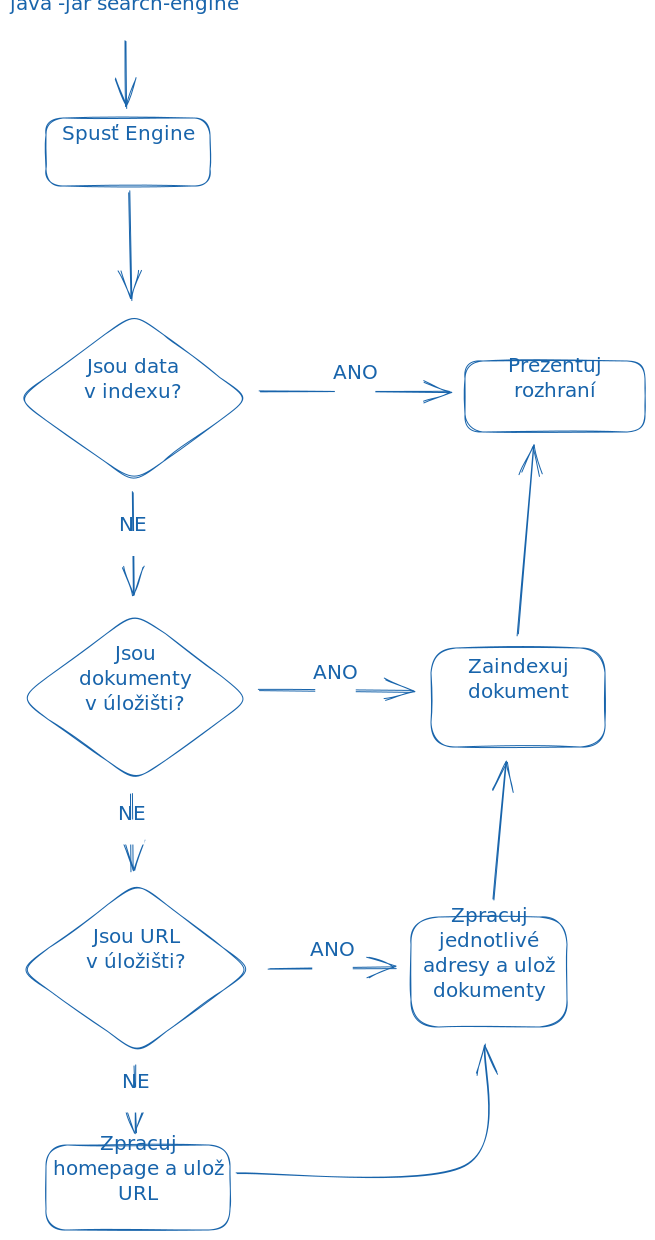 java -jar search-engine
Spusť Engine
Jsou data
v indexu?
ANO
Prezentuj
rozhraní
NE
Jsou
dokumenty
v úložišti?
ANO
Zaindexuj
dokument
NE
Jsou URL
v úložišti?
ANO
Zpracuj
jednotlivé
adresy a ulož
dokumenty
NE
Zpracuj
homepage a ulož
URL